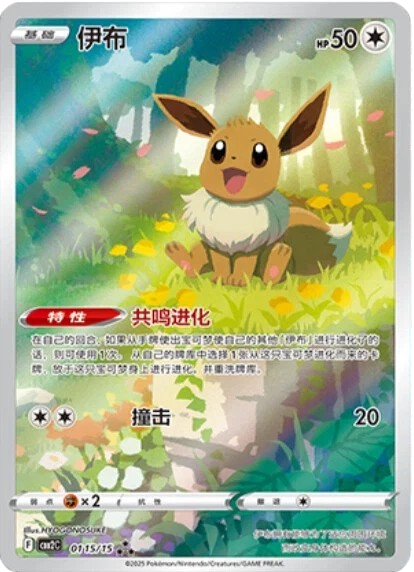 基础 伊布 HP50
特性 共鸣进化
在自己的回合,如果从手牌使出宝可梦使自己的其他「伊布」进行进化了的
话,则可使用1次。从自己的牌库中选择1张从这只宝可梦进化而来的卡
牌,放于这只宝可梦身上进行进化。并重洗牌库。
撞击 20
弱点 ×2 抗性 撤退
Illus. HYOGONOSUKE
F 0115/15
©2025 Pokémon/Nintendo/Creatures/GAME FREAK.